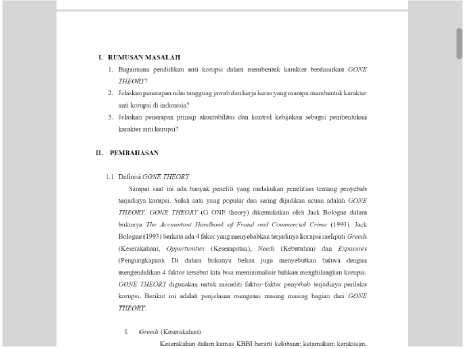 I. RUMUSAN MASALAH
1. Bagaimana pendidikan anti korupsi dalam membentuk karakter berdasarkan GONE
THEORY?
2. Jelaskan penerapan nilai tanggung jawab dan kerja keras yang mampu membentuk karakter
anti korupsi di indonesia?
3. Jelaskan penerapan prinsip akuntabilitas dan kontrol kebijakan sebagai pembentukan
karakter anti korupsi?
II. PEMBAHASAN
1.1 Definisi GONE THEORY
Sampai saat ini ada banyak peneliti yang melakukan penelitian tentang penyebab
terjadinya korupsi. Salah satu yang popular dan sering dijadikan acuan adalah GONE
THEORY. GONE THEORY (G ONE theory) dikemukakan oleh Jack Bologne dalam
bukunya The Accountant Handbook of Fraud and Commercial Crime (1993). Jack
Bologne (1993) berkata ada 4 faktor yang menyebabkan terjadinya korupsi meliputi Greeds
(Keserakahan), Opportunities (Kesempatan), Needs (Kebutuhan) dan Exposures
(Pengungkapan). Di dalam bukunya beliau juga menyebutkan bahwa dengan
mengendalikan 4 faktor tersebut kita bisa meminimalisir bahkan menghilangkan korupsi.
GONE THEORY digunakan untuk meneliti faktor-faktor penyebab terjadinya perilaku
korupsi. Berikut ini adalah penjelasan mengenai masing masing bagian dari GONE
THEORY.
Greeds (Keserakahan)
Keserakahan dalam kamus KBBI berarti kelobaan; ketamakan; kerakusan.